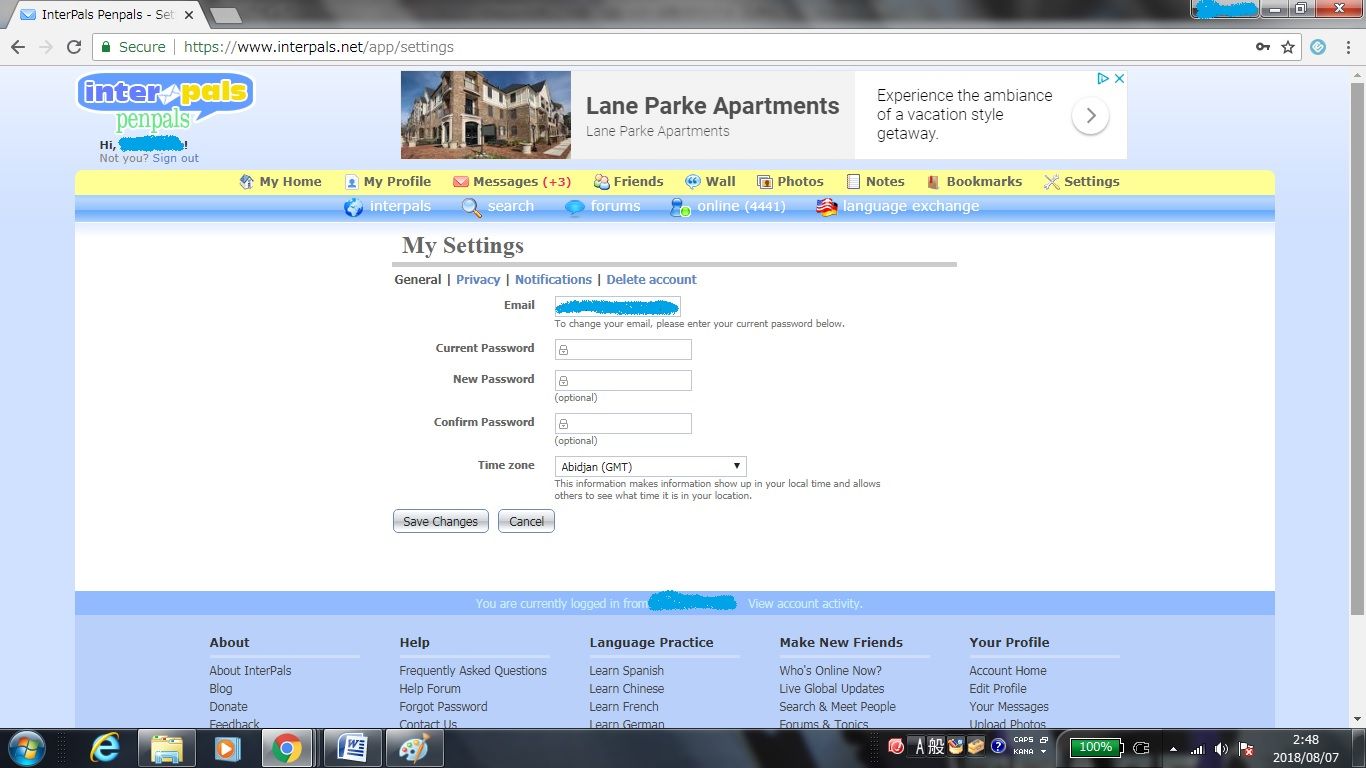 InterPals Penpals - Set
Secure
https://www.interpals.net/app/settings
inter pals
penpals
Hi, !
Not you? Sign out
Lane Parke Apartments
Lane Parke Apartments
Experience the ambiance
of a vacation style
getaway.
My Home My Profile Messages (+3) Friends Wall Photos Notes Bookmarks Settings
interpals search forums online (4441) language exchange
My Settings
General | Privacy | Notifications | Delete account
Email
To change your email, please enter your current password below.
Current Password
New Password
(optional)
Confirm Password
(optional)
Time zone Abidjan (GMT)
This information makes information show up in your local time and allows
others to see what time it is in your location.
Save Changes Cancel
You are currently logged in from View account activity.
About Help Language Practice Make New Friends Your Profile
About InterPals Frequently Asked Questions Learn Spanish Who's Online Now? Account Home
Blog Help Forum Learn Chinese Live Global Updates Edit Profile
Donate Forgot Password Learn French Search & Meet People Your Messages
Feedback Contact Us Learn German Forums & Topics Upload Photos
A 般 CAPS
KANA
100%
2:48
2018/08/07